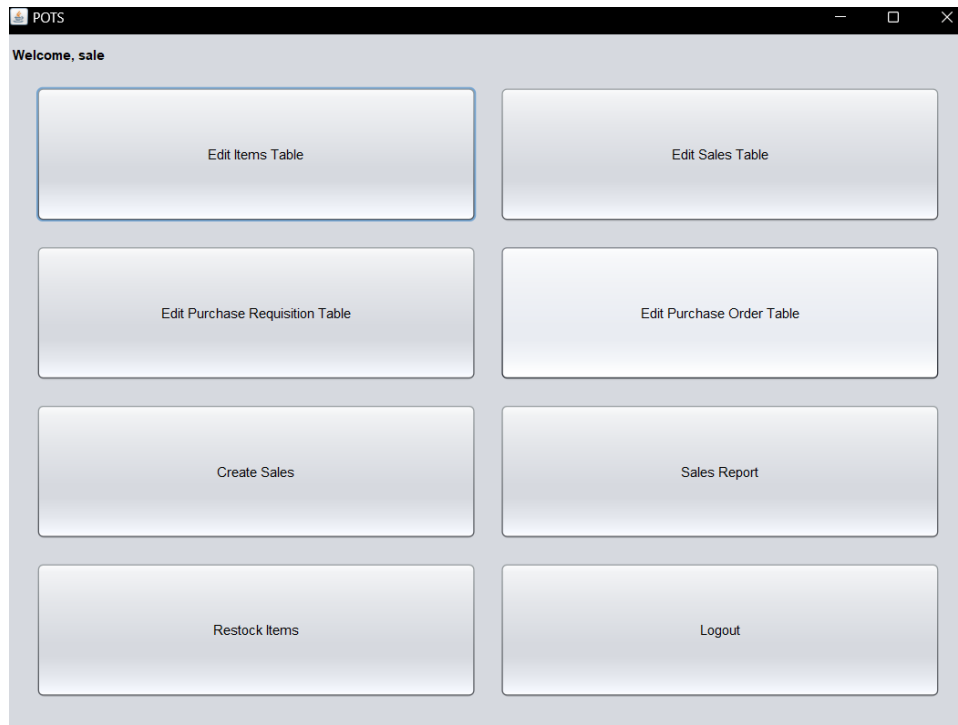 POTS
Welcome, sale
Edit Items Table
Edit Sales Table
Edit Purchase Requisition Table
Edit Purchase Order Table
Create Sales
Sales Report
Restock Items
Logout